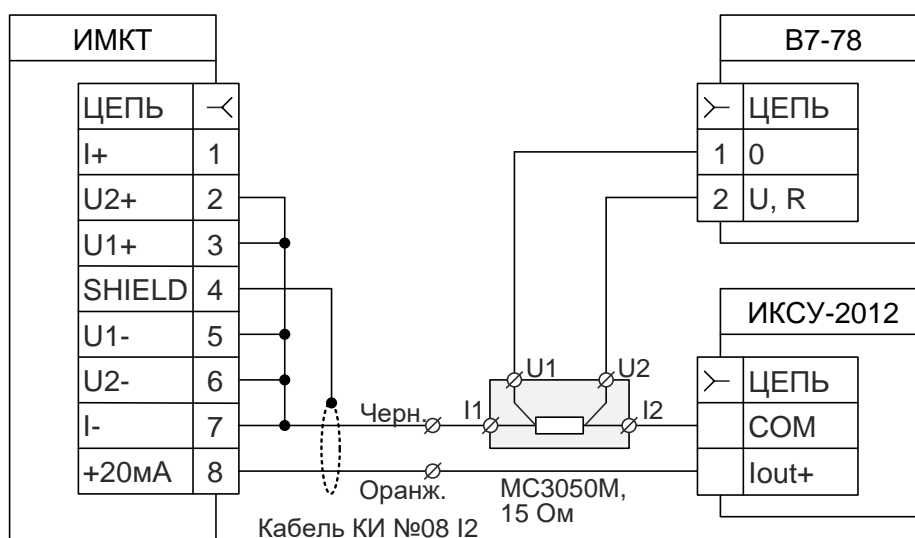 ИМКТ
ЦЕПЬ
I+ 1
U2+ 2
U1+ 3
SHIELD 4
U1- 5
U2- 6
I- 7
+20мА 8
В7-78
ЦЕПЬ
1 0
2 U, R
ИКСУ-2012
ЦЕПЬ
COM
Iout+
U1 U2
Черн. I1 I2
Оранж.
МС3050М,
15 Ом
Кабель КИ №08 I2